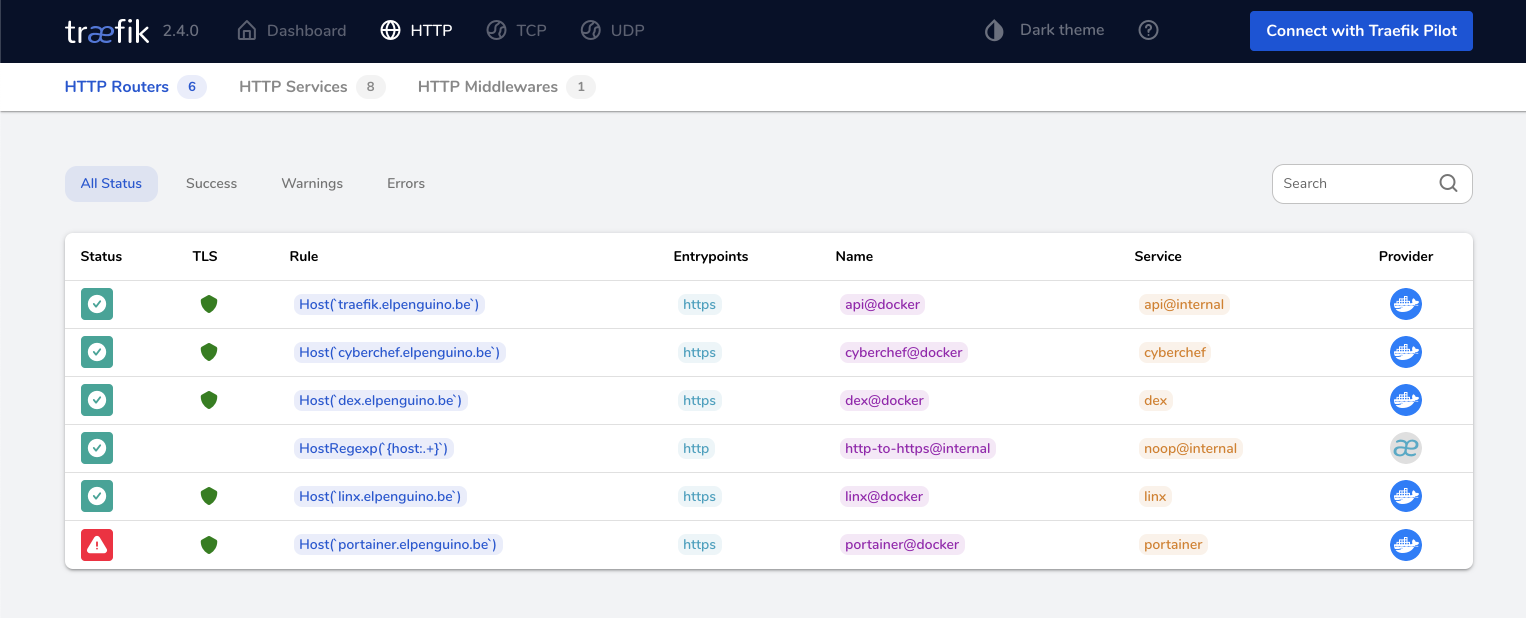 træfik 2.4.0 Dashboard HTTP TCP UDP Dark theme Connect with Traefik Pilot
HTTP Routers 6 HTTP Services 8 HTTP Middlewares 1
All Status Success Warnings Errors Search
Status TLS Rule Entrypoints Name Service Provider
Host(`traefik.elpenguino.be`) https api@docker api@internal
Host(`cyberchef.elpenguino.be`) https cyberchef@docker cyberchef
Host(`dex.elpenguino.be`) https dex@docker dex
HostRegexp(`{host:.+}`) http http-to-https@internal noop@internal æ
Host(`linx.elpenguino.be`) https linx@docker linx
Host(`portainer.elpenguino.be`) https portainer@docker portainer